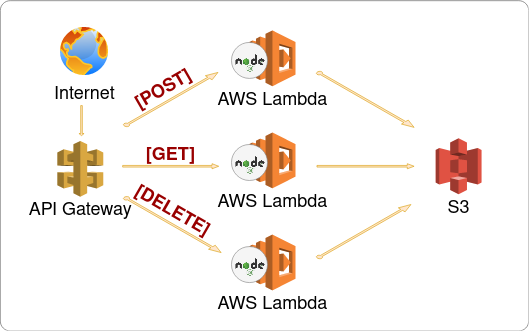 Internet
API Gateway
[POST]
[GET]
[DELETE]
node
AWS Lambda
node
AWS Lambda
node
AWS Lambda
S3